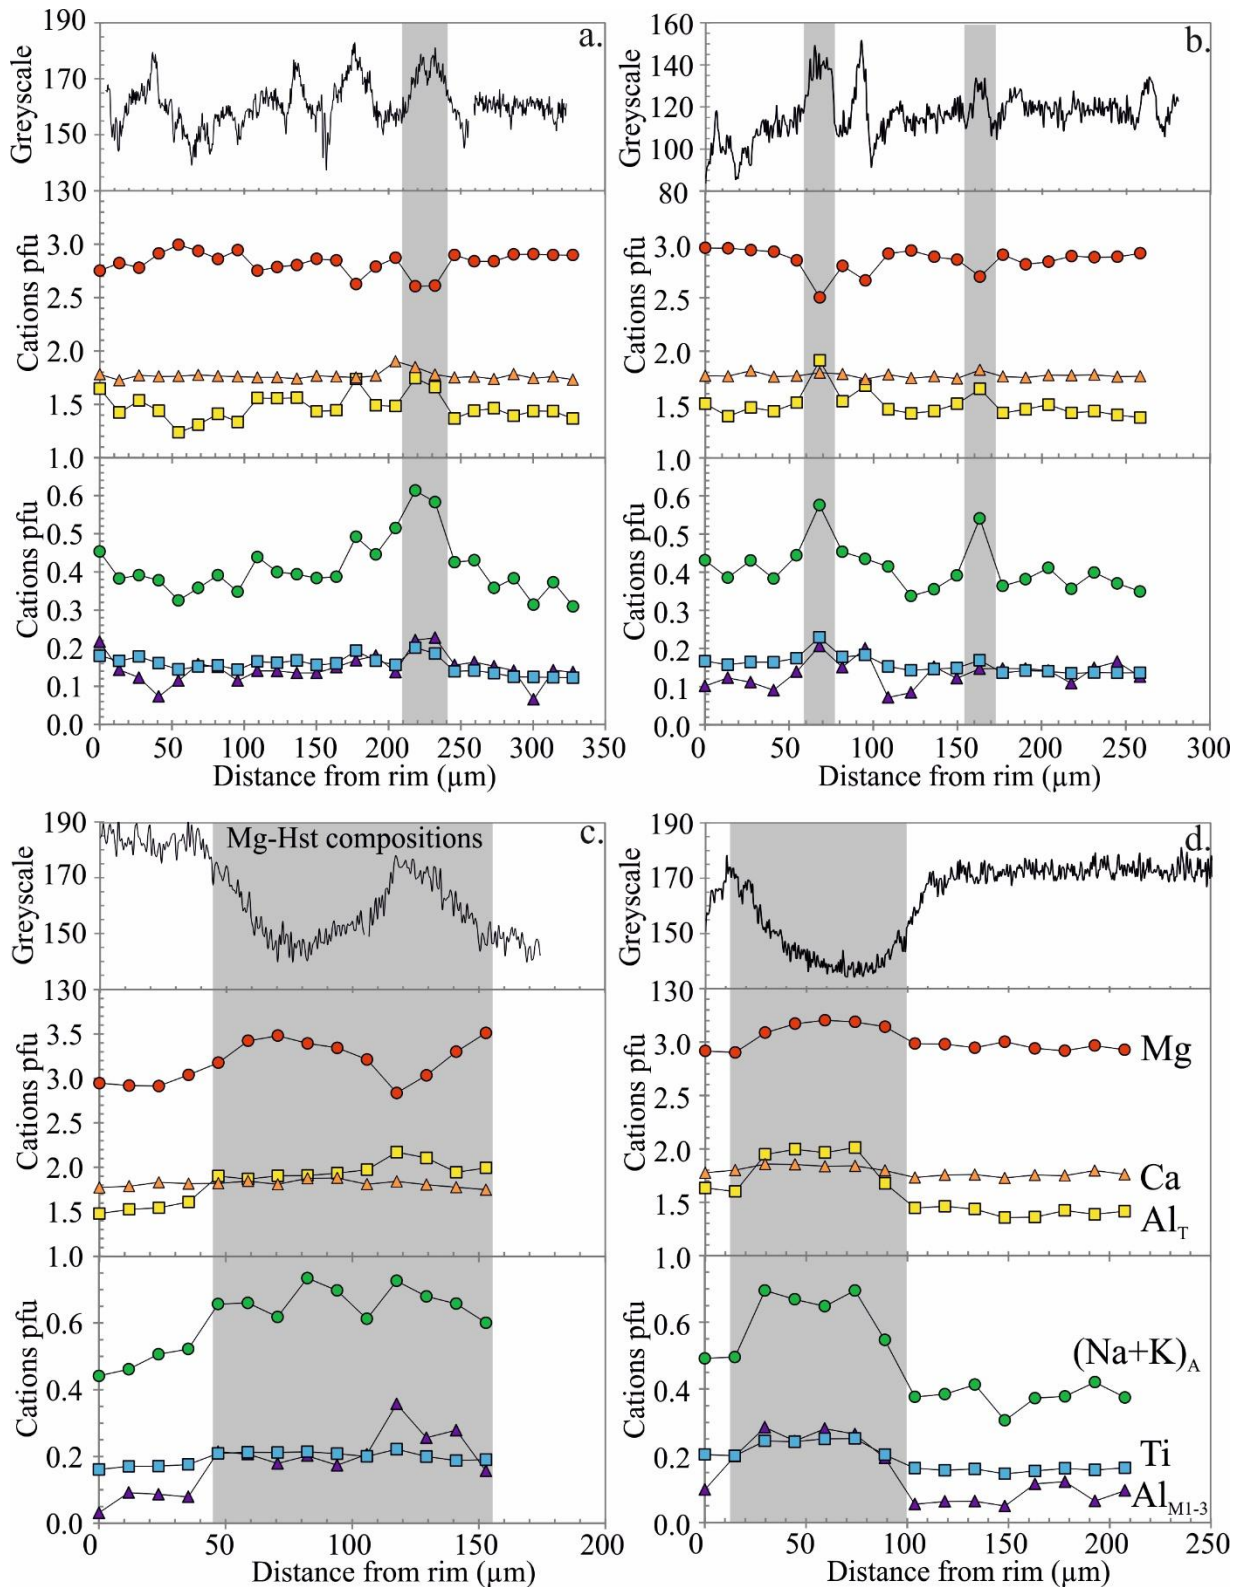 190
170
150
130
Greyscale
a.
3.0
2.5
2.0
1.5
1.0
Cations pfu
0.6
0.5
0.4
0.3
0.2
0.1
0.0
Cations pfu
0 50 100 150 200 250 300 350
Distance from rim (µm)
160
140
120
100
80
Greyscale
b.
3.0
2.5
2.0
1.5
1.0
Cations pfu
0.6
0.5
0.4
0.3
0.2
0.1
0.0
Cations pfu
0 50 100 150 200 250 300
Distance from rim (µm)
190
170
150
130
Greyscale
Mg-Hst compositions
c.
3.5
3.0
2.5
2.0
1.5
1.0
Cations pfu
0.6
0.4
0.2
0.0
Cations pfu
0 50 100 150 200
Distance from rim (µm)
190
170
150
130
Greyscale
d.
3.0
2.5
2.0
1.5
1.0
Cations pfu
Mg
Ca
AlT
0.6
0.4
0.2
0.0
Cations pfu
(Na+K)A
Ti
AlM1-3
0 50 100 150 200 250
Distance from rim (µm)